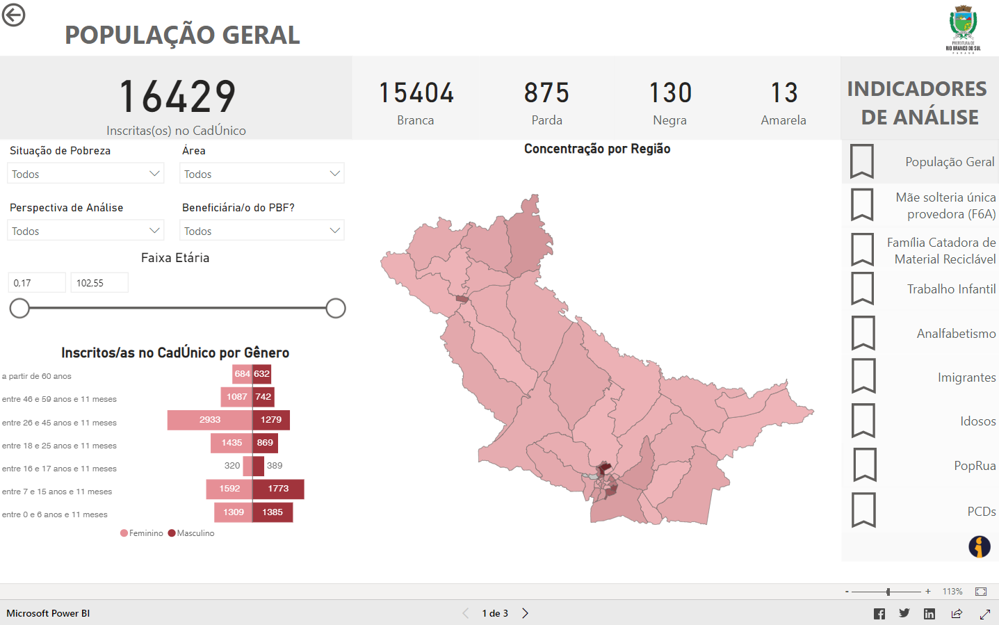 POPULAÇÃO GERAL
PREFEITURA DE
RIO BRANCO DO SUL
PARANÁ
16429
Inscritas(os) no CadÚnico
15404
Branca
875
Parda
130
Negra
13
Amarela
INDICADORES
DE ANÁLISE
Situação de Pobreza
Todos
Área
Todos
Perspectiva de Análise
Todos
Beneficiária/o do PBF?
Todos
Faixa Etária
0,17
102,55
Inscritos/as no CadÚnico por Gênero
a partir de 60 anos
684
632
entre 46 e 59 anos e 11 meses
1087
742
entre 26 e 45 anos e 11 meses
2933
1279
entre 18 e 25 anos e 11 meses
1435
869
entre 16 e 17 anos e 11 meses
320
389
entre 7 e 15 anos e 11 meses
1592
1773
entre 0 e 6 anos e 11 meses
1309
1385
Feminino
Masculino
Concentração por Região
População Geral
Mãe solteria única
provedora (F6A)
Família Catadora de
Material Reciclável
Trabalho Infantil
Analfabetismo
Imigrantes
Idosos
PopRua
PCDs
- + 113%
Microsoft Power BI
1 de 3